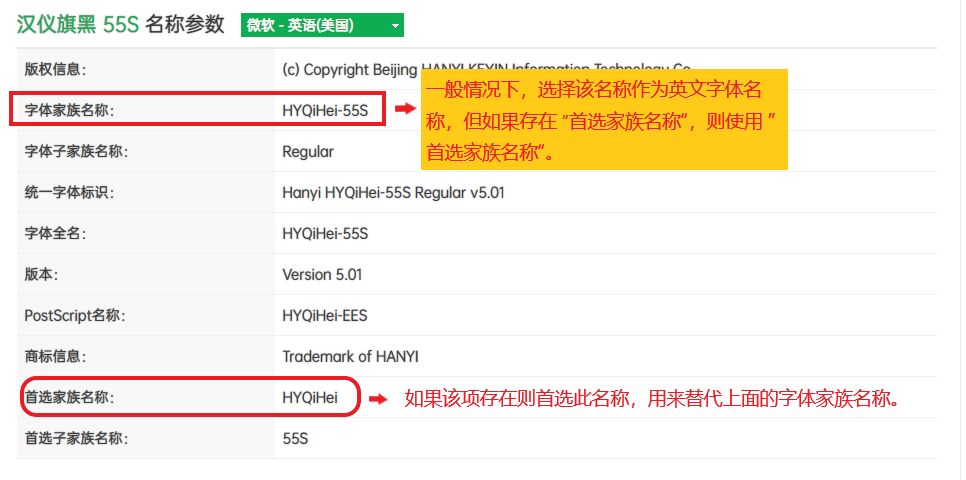 汉仪旗黑 55S 名称参数 微软 - 英语(美国)
版权信息： (c) Copyright Beijing HANYI KEYIN Information Technology Co
字体家族名称： HYQiHei-55S
一般情况下，选择该名称作为英文字体名
称，但如果存在 "首选家族名称"，则使用 "
首选家族名称"。
字体子家族名称： Regular
统一字体标识： Hanyi HYQiHei-55S Regular v5.01
字体全名： HYQiHei-55S
版本： Version 5.01
PostScript名称： HYQiHei-EES
商标信息： Trademark of HANYI
首选家族名称： HYQiHei
如果该项存在则首选此名称，用来替代上面的字体家族名称。
首选子家族名称： 55S